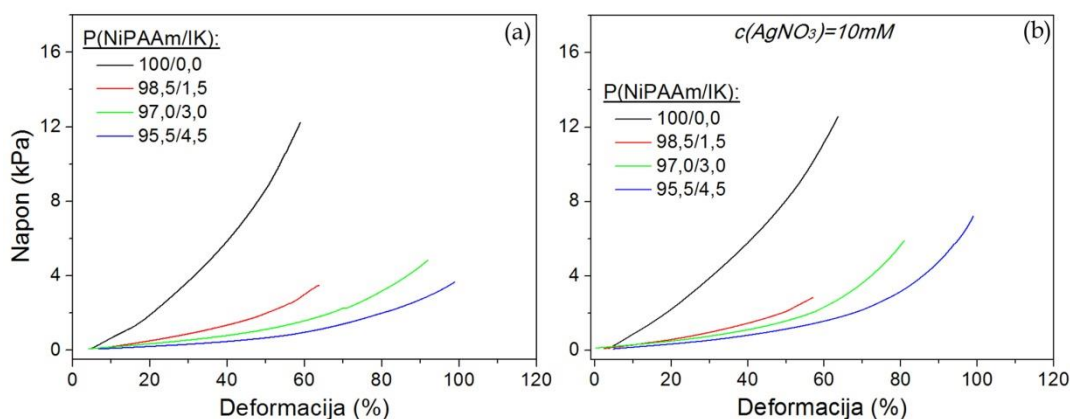 (a)
P(NiPAAm/IK):
100/0,0
98,5/1,5
97,0/3,0
95,5/4,5
Napon (kPa)
16
12
8
4
0
0 20 40 60 80 100 120
Deformacija (%)
c(AgNO₃)=10mM
(b)
P(NiPAAm/IK):
100/0,0
98,5/1,5
97,0/3,0
95,5/4,5
16
12
8
4
0
0 20 40 60 80 100 120
Deformacija (%)